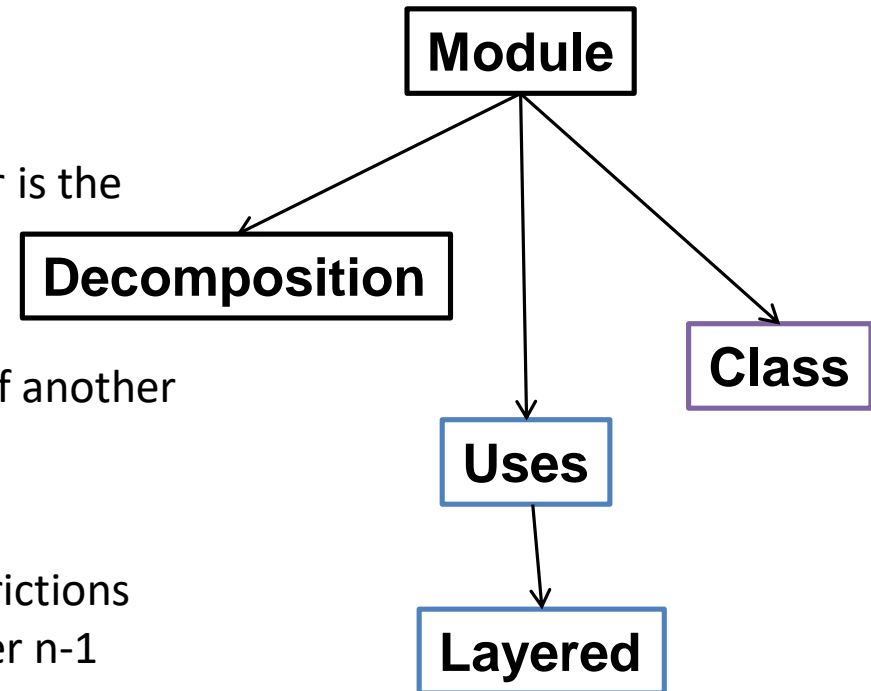 Module
r is the
Decomposition
Class
f another
Uses
rictions
er n-1
Layered